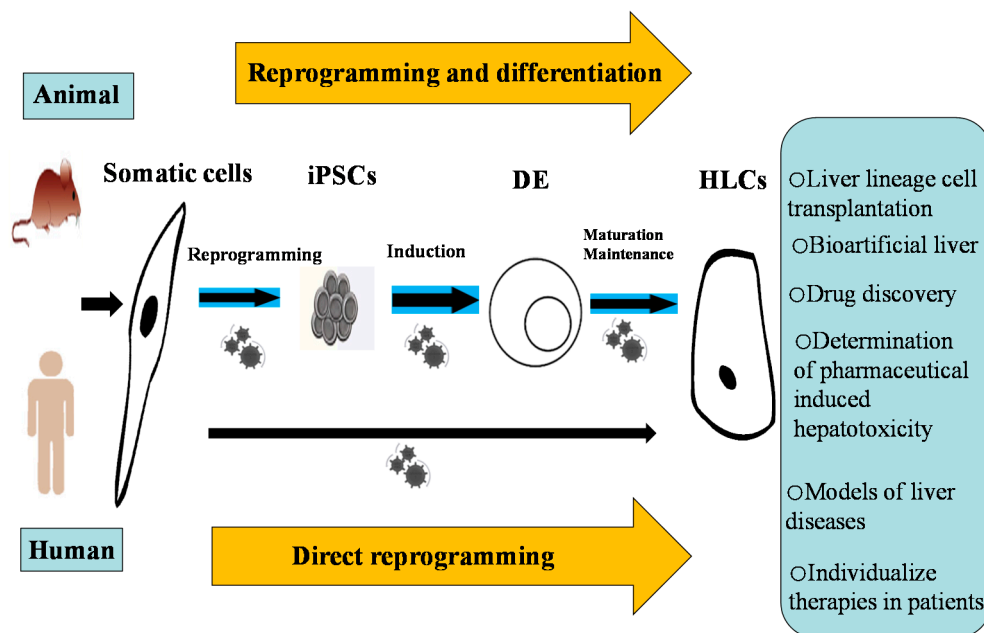 Reprogramming and differentiation
Animal
Somatic cells
iPSCs
DE
HLCs
Reprogramming
Induction
Maturation
Maintenance
Human
Direct reprogramming
○Liver lineage cell
transplantation
○Bioartificial liver
○Drug discovery
○Determination
of pharmaceutical
induced
hepatotoxicity
○Models of liver
diseases
○Individualize
therapies in patients